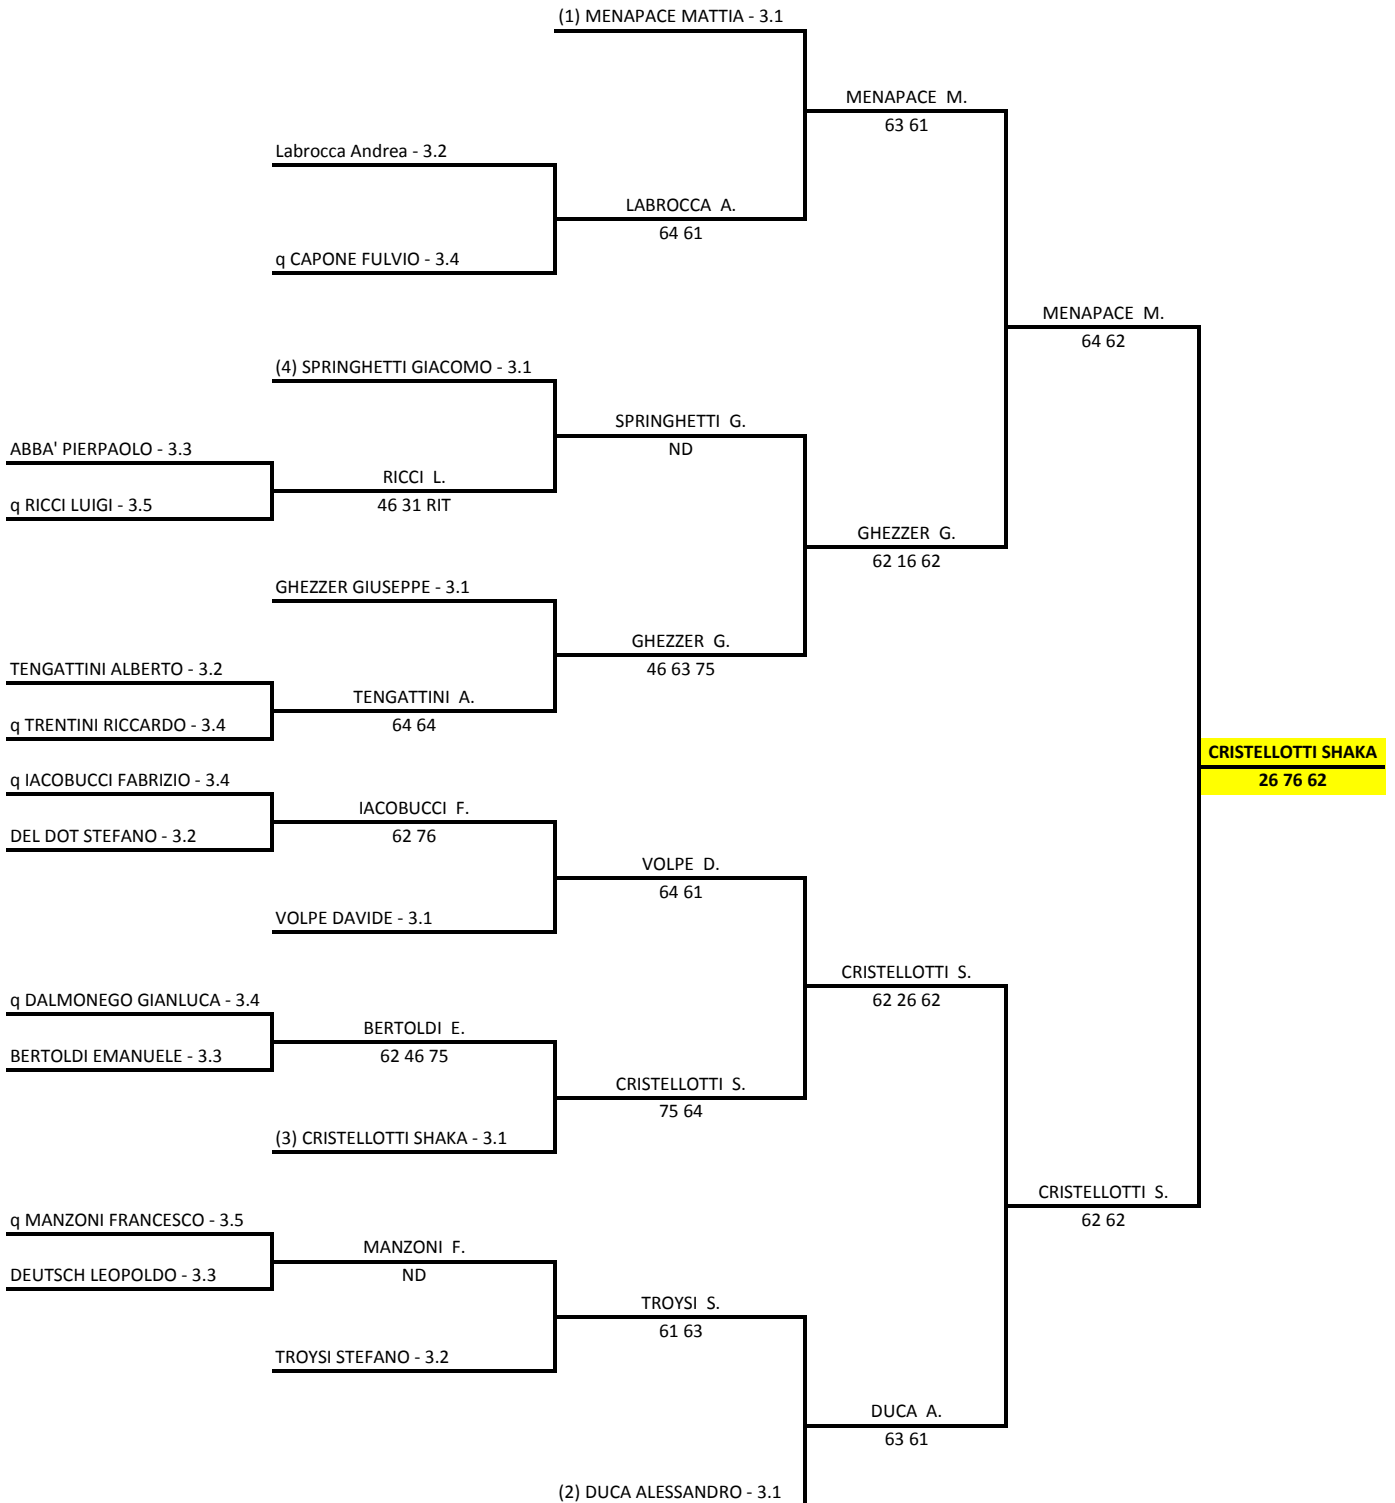 (1) MENAPACE MATTIA - 3.1
MENAPACE M.
63 61
Labrocca Andrea - 3.2
LABROCCA A.
64 61
q CAPONE FULVIO - 3.4
MENAPACE M.
64 62
(4) SPRINGHETTI GIACOMO - 3.1
SPRINGHETTI G.
ND
ABBA' PIERPAOLO - 3.3
RICCI L.
46 31 RIT
q RICCI LUIGI - 3.5
GHEZZER G.
62 16 62
GHEZZER GIUSEPPE - 3.1
GHEZZER G.
46 63 75
TENGATTINI ALBERTO - 3.2
TENGATTINI A.
64 64
q TRENTINI RICCARDO - 3.4
CRISTELLOTTI SHAKA
26 76 62
q IACOBUCCI FABRIZIO - 3.4
IACOBUCCI F.
62 76
DEL DOT STEFANO - 3.2
VOLPE D.
64 61
VOLPE DAVIDE - 3.1
CRISTELLOTTI S.
62 26 62
q DALMONEGO GIANLUCA - 3.4
BERTOLDI E.
62 46 75
BERTOLDI EMANUELE - 3.3
CRISTELLOTTI S.
75 64
(3) CRISTELLOTTI SHAKA - 3.1
CRISTELLOTTI S.
62 62
q MANZONI FRANCESCO - 3.5
MANZONI F.
ND
DEUTSCH LEOPOLDO - 3.3
TROYSI S.
61 63
TROYSI STEFANO - 3.2
DUCA A.
63 61
(2) DUCA ALESSANDRO - 3.1